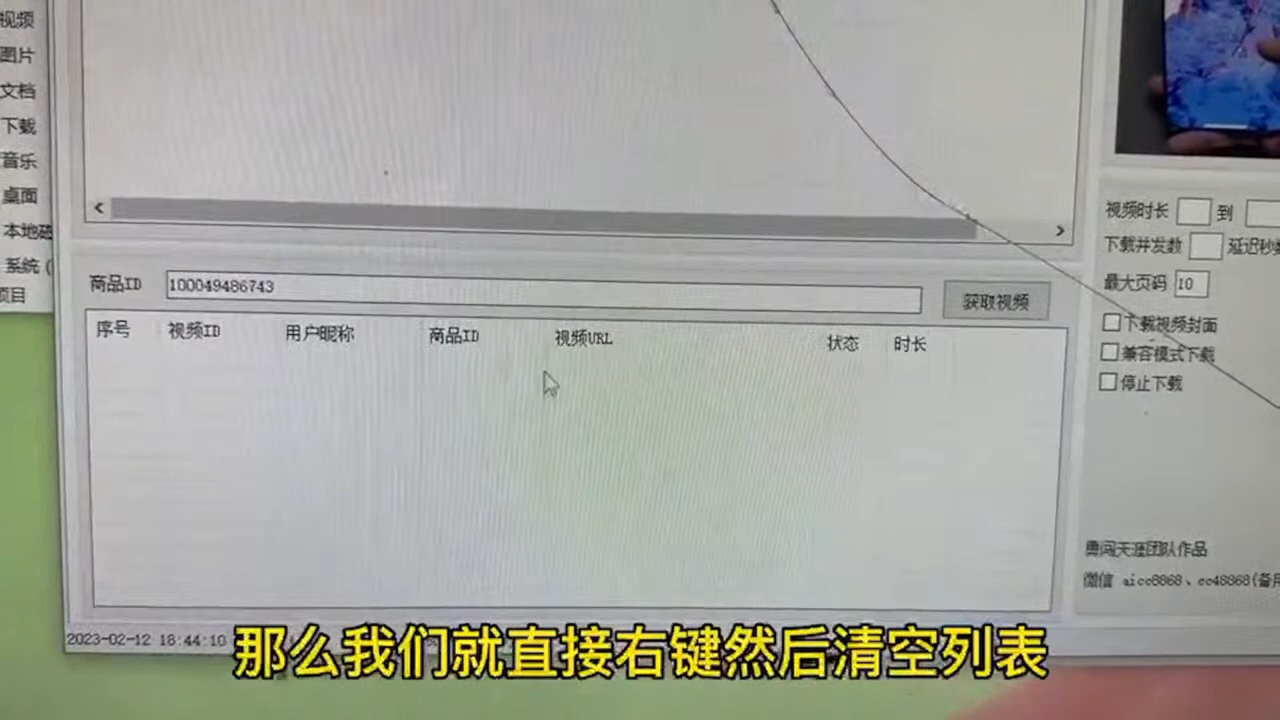 视频
图片
文档
下载
音乐
桌面
本地磁
系统 (
项目
商品ID 100049486743 获取视频
序号 视频ID 用户昵称 商品ID 视频URL 状态 时长
视频时长 到
下载并发数 延迟秒数
最大页码 10
下载视频封面
兼容模式下载
停止下载
勇闯天涯团队作品
微信 aicc8868、cc48868(备用
2023-02-12 16:44:10
那么我们就直接右键然后清空列表